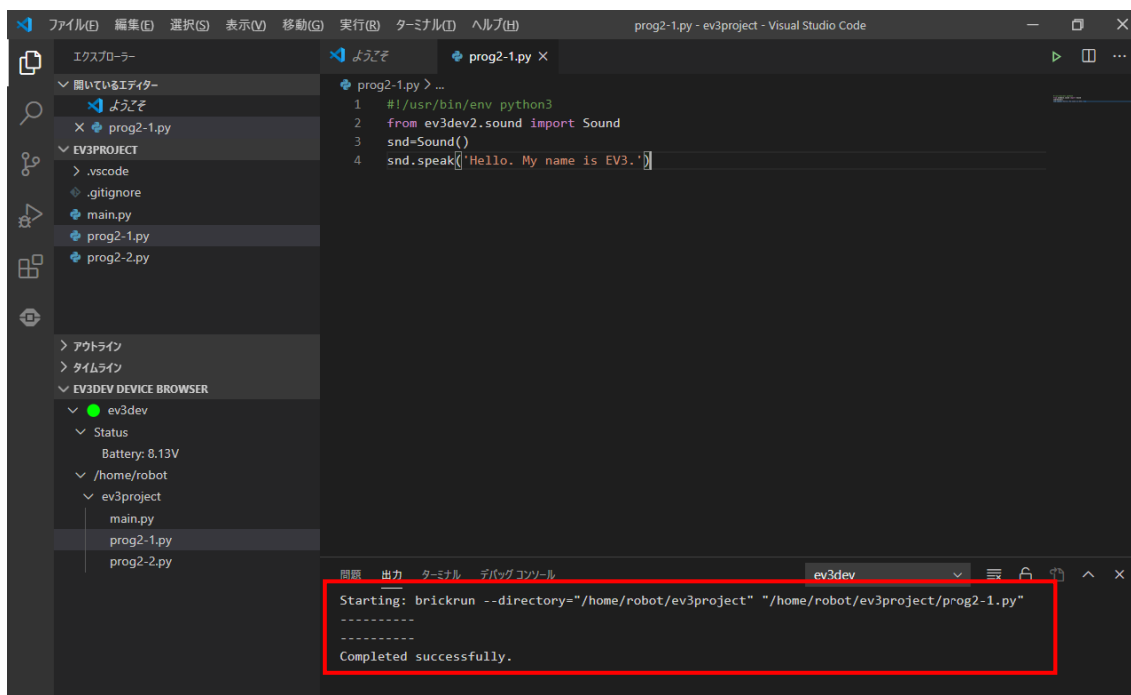 ファイル(F) 編集(E) 選択(S) 表示(V) 移動(G) 実行(R) ターミナル(T) ヘルプ(H) prog2-1.py - ev3project - Visual Studio Code
エクスプローラー
開いているエディター
ようこそ
prog2-1.py
EV3PROJECT
.vscode
.gitignore
main.py
prog2-1.py
prog2-2.py
アウトライン
タイムライン
EV3DEV DEVICE BROWSER
ev3dev
Status
Battery: 8.13V
/home/robot
ev3project
main.py
prog2-1.py
prog2-2.py
ようこそ prog2-1.py
prog2-1.py > ...
1 #!/usr/bin/env python3
2 from ev3dev2.sound import Sound
3 snd=Sound()
4 snd.speak('Hello. My name is EV3.')
問題 出力 ターミナル デバッグ コンソール ev3dev
Starting: brickrun --directory="/home/robot/ev3project" "/home/robot/ev3project/prog2-1.py"
----------
----------
Completed successfully.